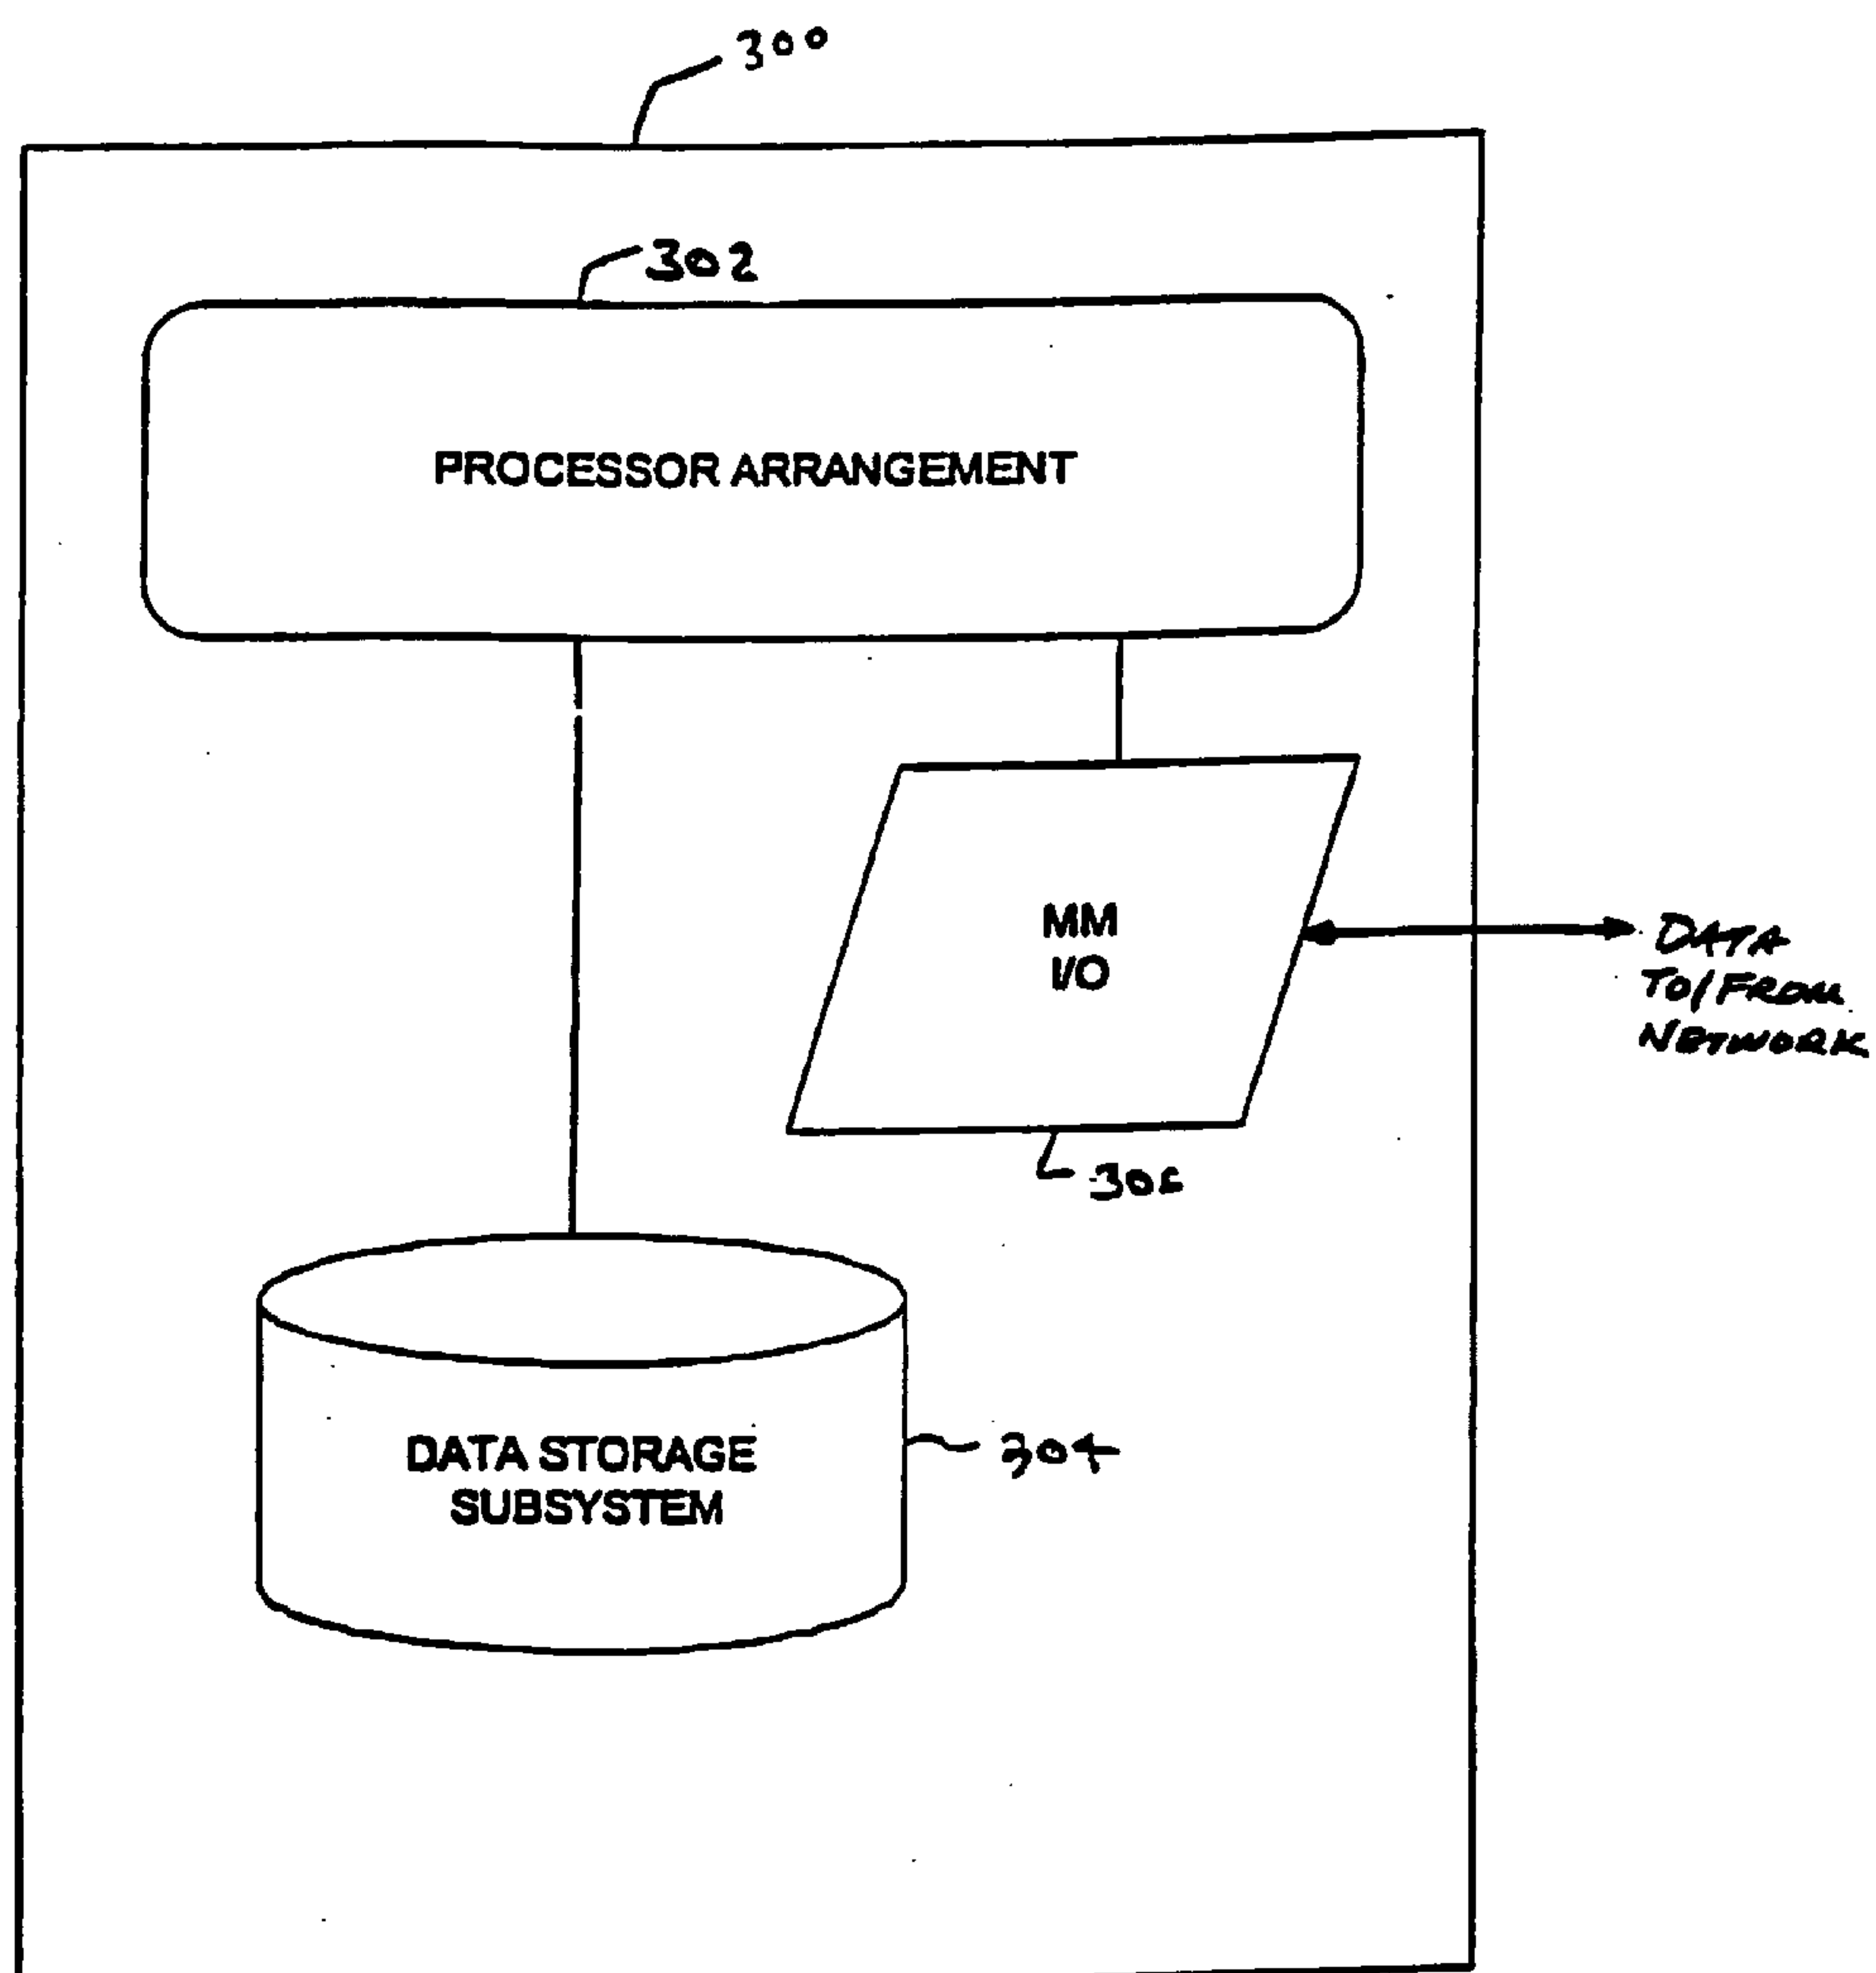 300
302
PROCESSOR ARRANGEMENT
MM
I/O
DATA
TO/FROM
NETWORK
306
DATA STORAGE
SUBSYSTEM
304